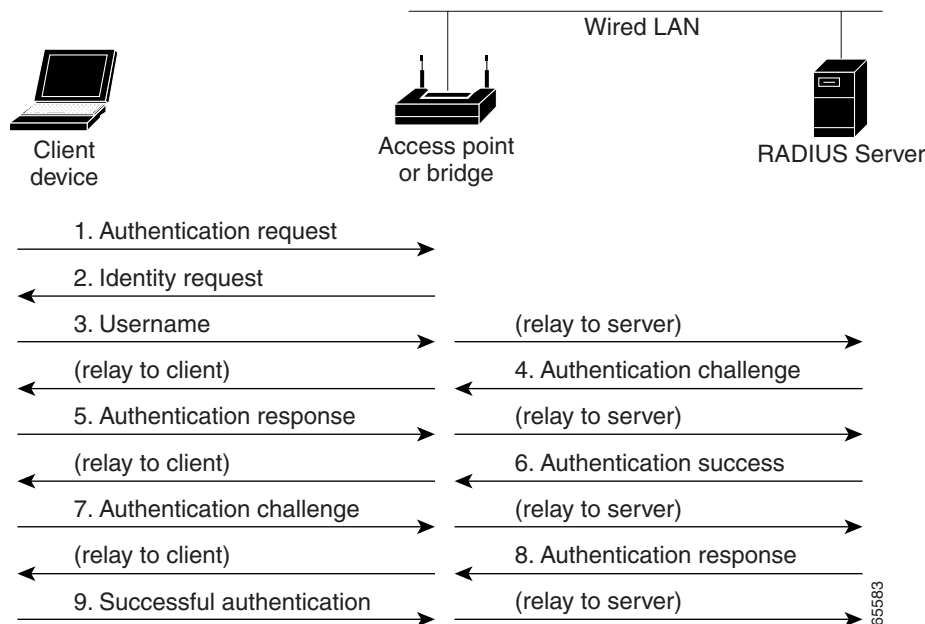 Wired LAN
Client
device
Access point
or bridge
RADIUS Server
1. Authentication request
2. Identity request
3. Username
(relay to server)
(relay to client)
4. Authentication challenge
5. Authentication response
(relay to server)
(relay to client)
6. Authentication success
7. Authentication challenge
(relay to server)
(relay to client)
8. Authentication response
9. Successful authentication
(relay to server)
65583